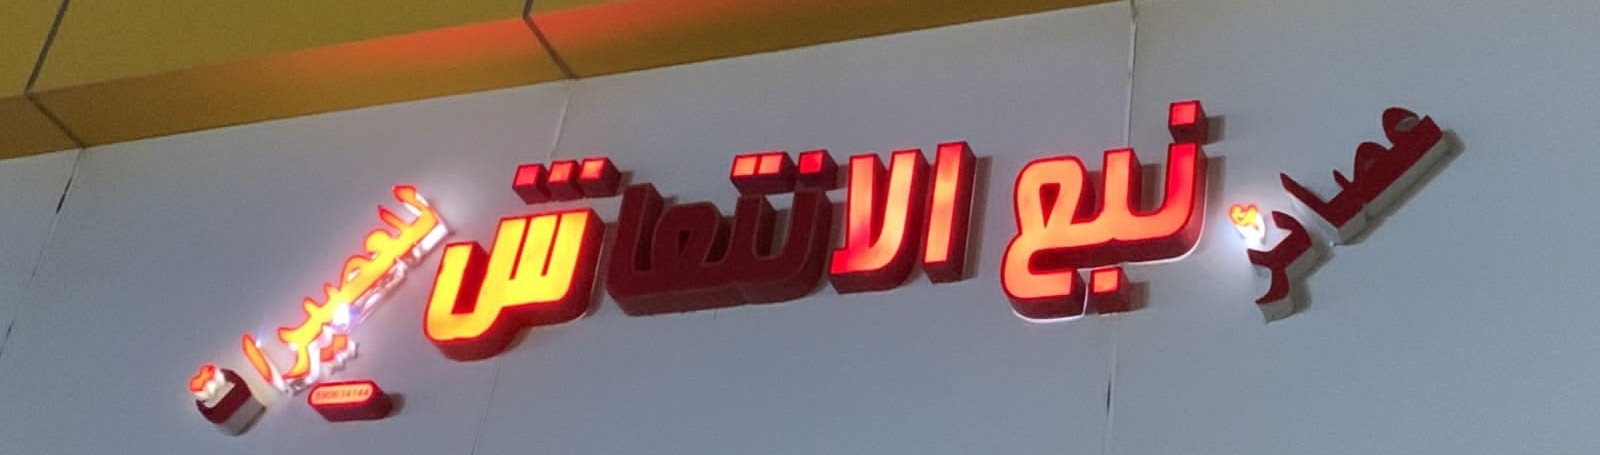 عصائر
نبع الانتعاش
للعصيرات